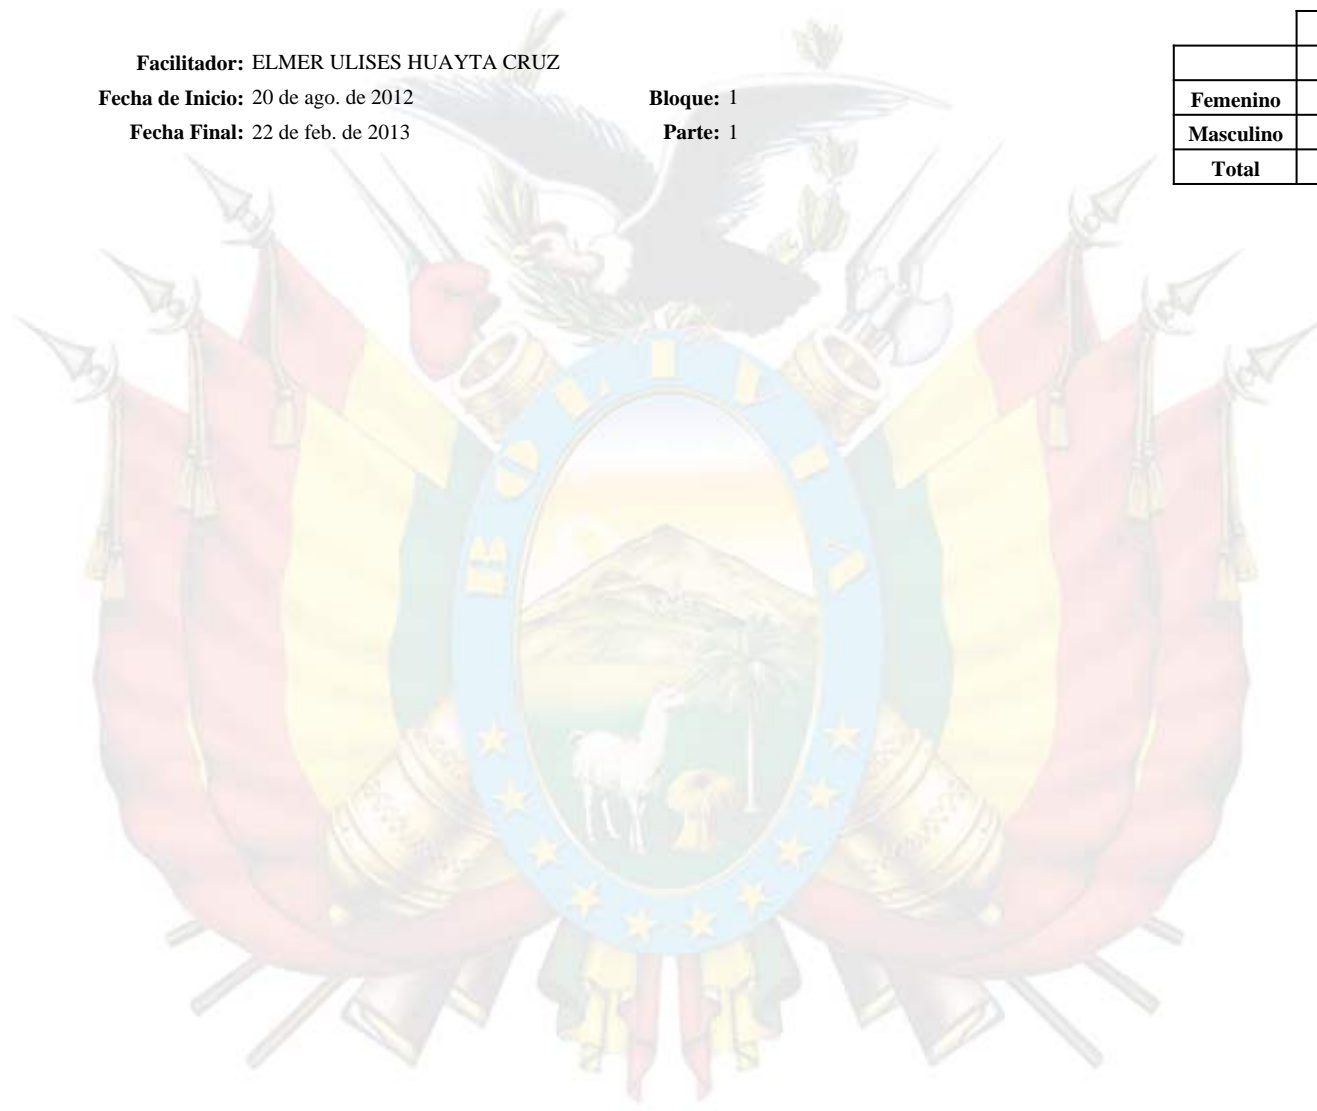 Facilitador: ELMER ULISES HUAYTA CRUZ
Fecha de Inicio: 20 de ago. de 2012 Bloque: 1
Fecha Final: 22 de feb. de 2013 Parte: 1
Femenino
Masculino
Total
BOLIVIA